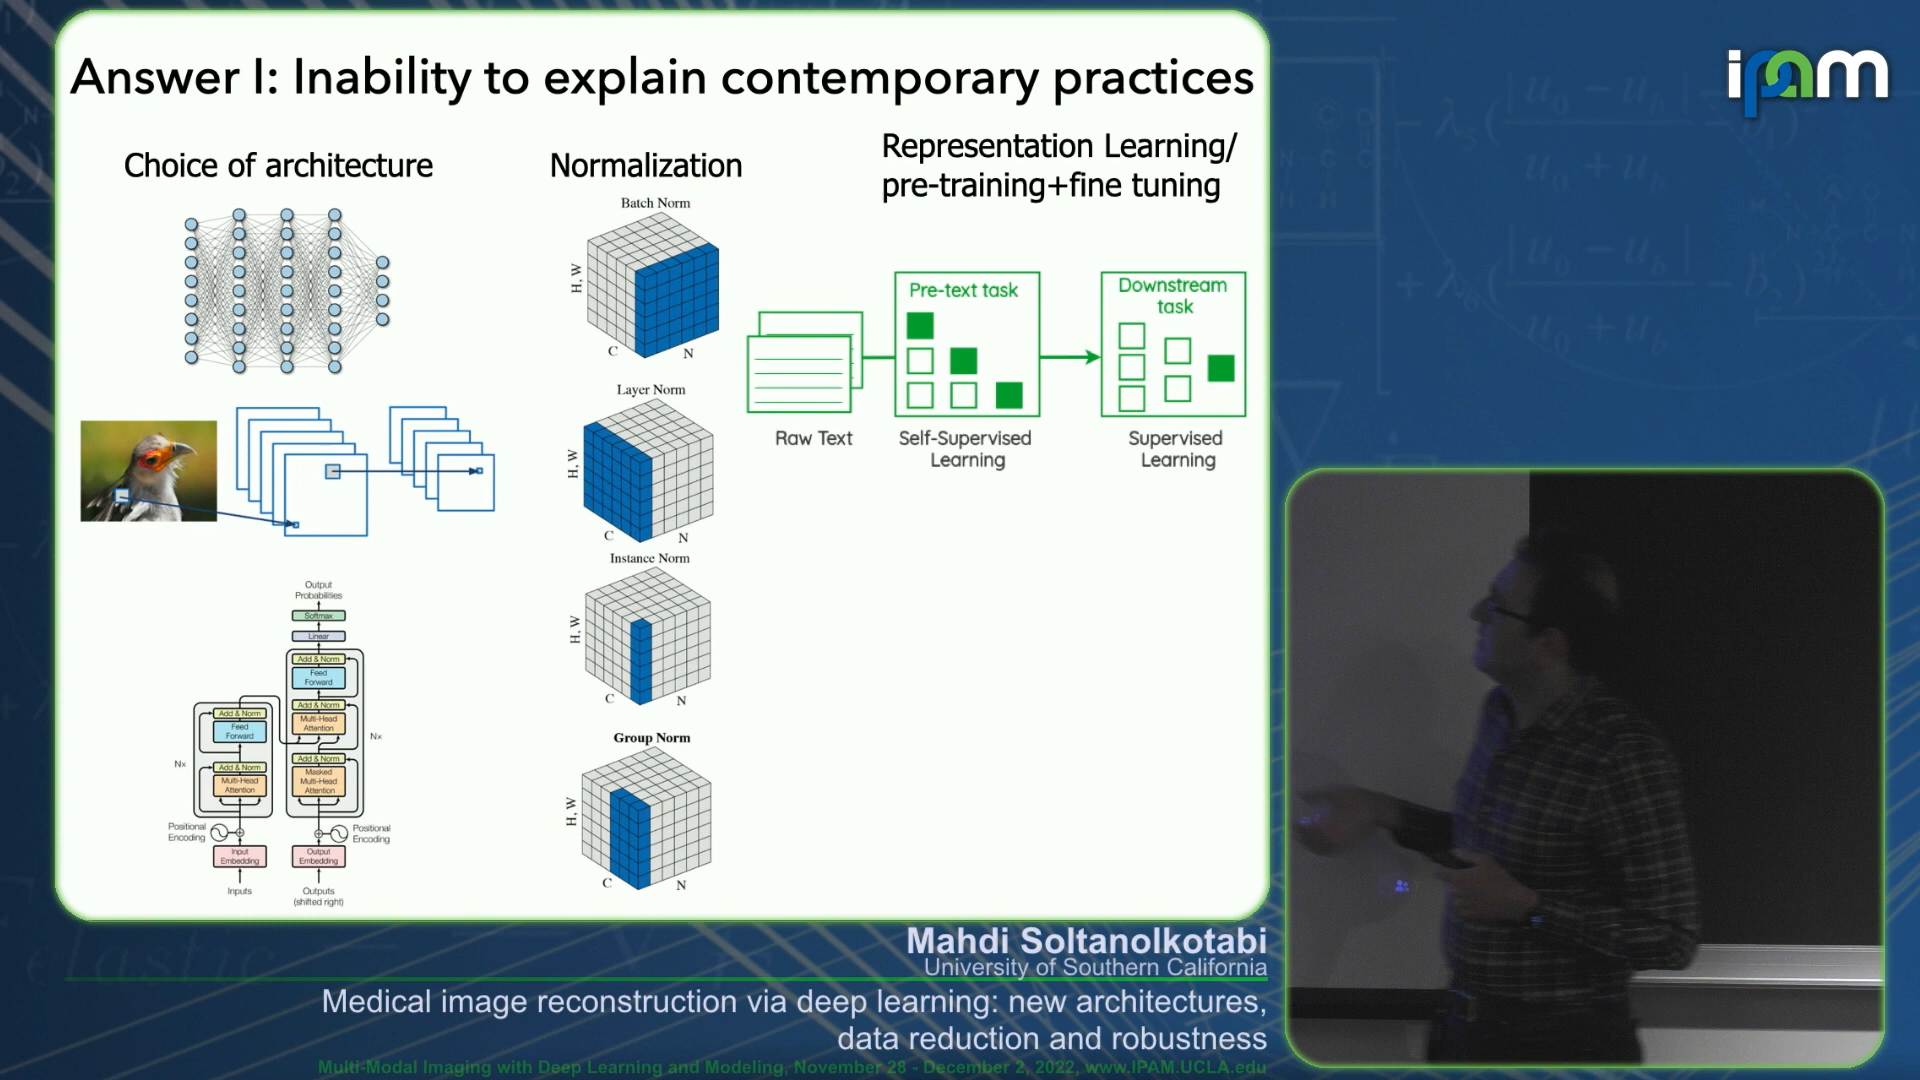 Answer I: Inability to explain contemporary practices
Choice of architecture
Normalization
Representation Learning/
pre-training+fine tuning
Batch Norm
H, W
C
N
Layer Norm
H, W
C
N
Instance Norm
H, W
C
N
Group Norm
H, W
C
N
Pre-text task
Downstream
task
Raw Text
Self-Supervised
Learning
Supervised
Learning
Output
Probabilities
Softmax
Linear
Add & Norm
Feed
Forward
Add & Norm
Multi-Head
Attention
Add & Norm
Masked
Multi-Head
Attention
Nx
Add & Norm
Feed
Forward
Add & Norm
Multi-Head
Attention
Nx
Positional
Encoding
Positional
Encoding
Input
Embedding
Output
Embedding
Inputs
Outputs
(shifted right)
ipam
Mahdi Soltanolkotabi
University of Southern California
Medical image reconstruction via deep learning: new architectures,
data reduction and robustness
Multi-Modal Imaging with Deep Learning and Modeling, November 28 - December 2, 2022, www.IPAM.UCLA.edu
elastic